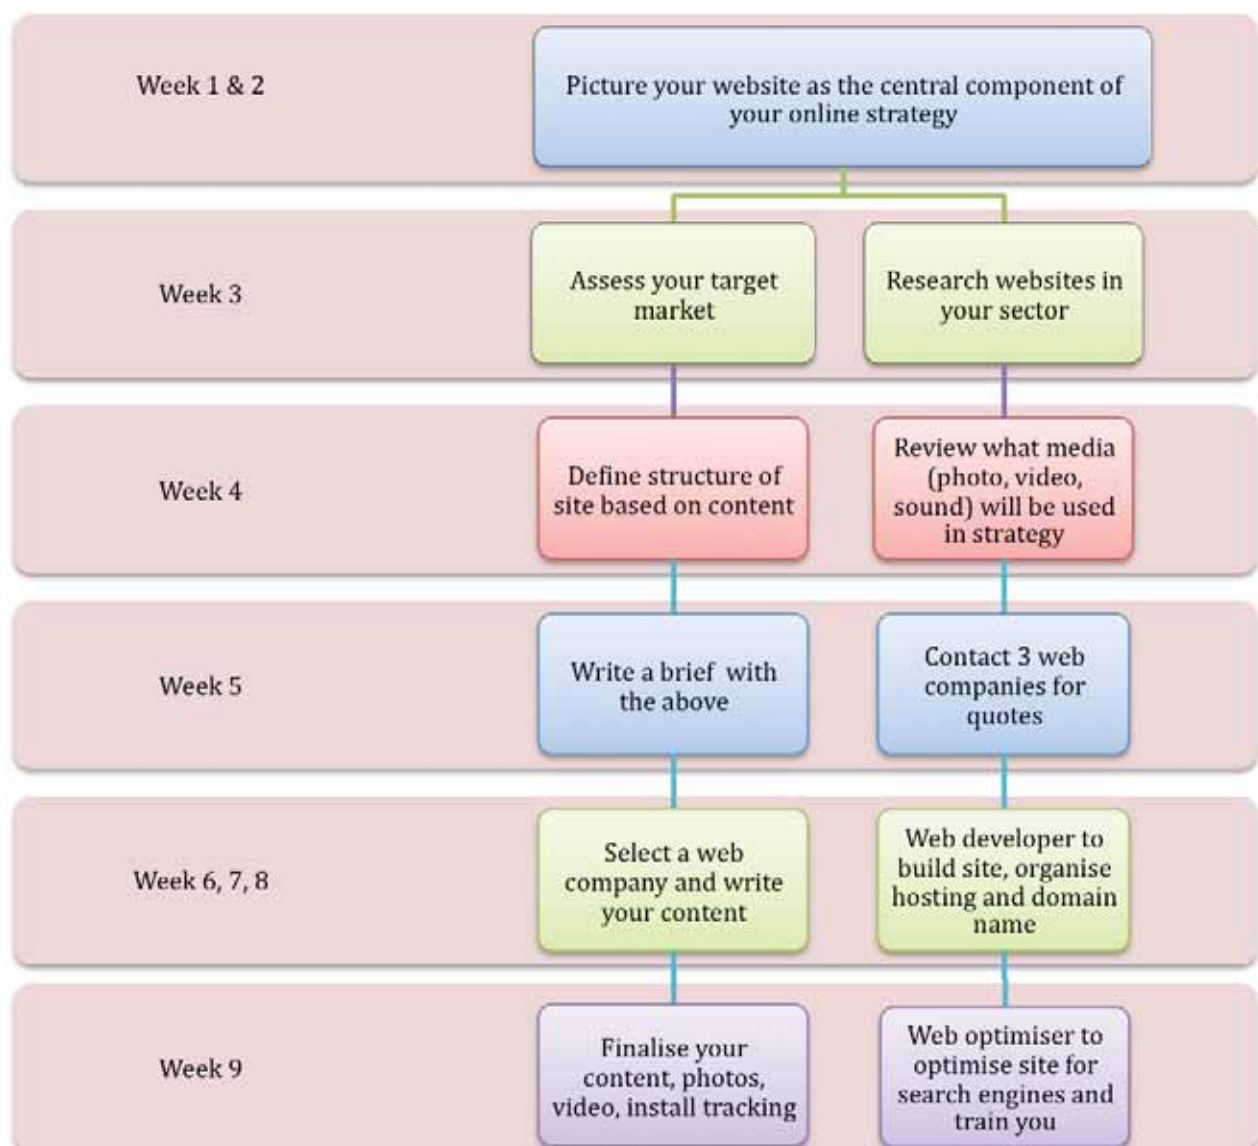 Week 1 & 2
Picture your website as the central component of
your online strategy
Week 3
Assess your target
market
Research websites in
your sector
Week 4
Define structure of
site based on content
Review what media
(photo, video,
sound) will be used
in strategy
Week 5
Write a brief with
the above
Contact 3 web
companies for
quotes
Week 6, 7, 8
Select a web
company and write
your content
Web developer to
build site, organise
hosting and domain
name
Week 9
Finalise your
content, photos,
video, install tracking
Web optimiser to
optimise site for
search engines and
train you